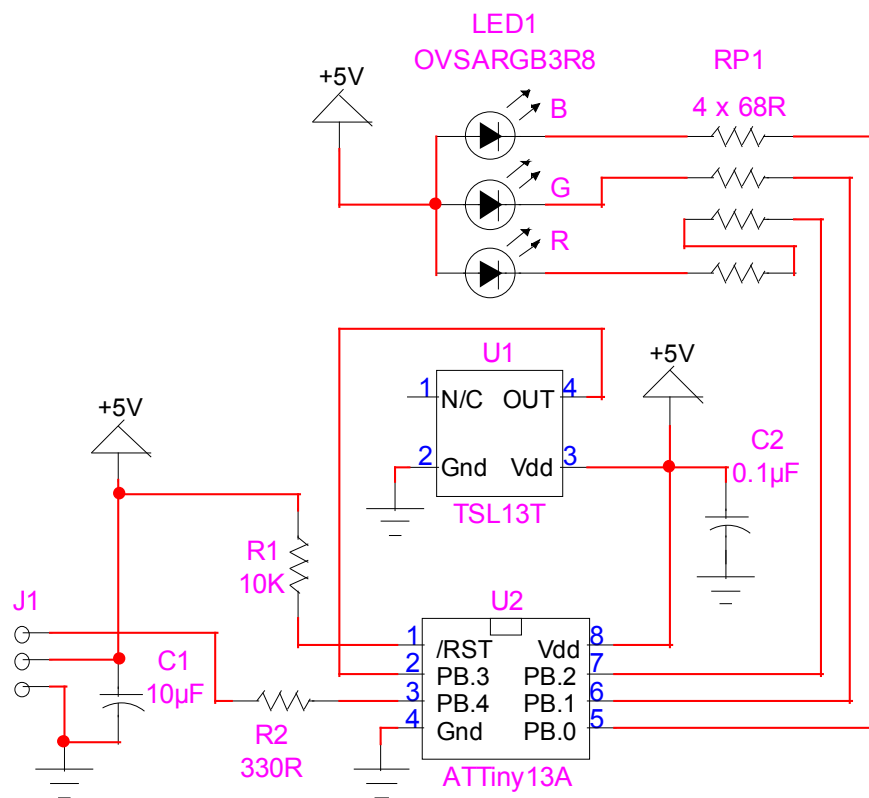 LED1
OVSARGB3R8
RP1
+5V
4 x 68R
B
G
R
U1
+5V
1 N/C OUT 4
+5V
C2
0.1µF
2 Gnd Vdd 3
TSL13T
R1
10K
J1
U2
1 /RST Vdd 8
2 PB.3 PB.2 7
C1
10µF
3 PB.4 PB.1 6
4 Gnd PB.0 5
R2
330R
ATTiny13A